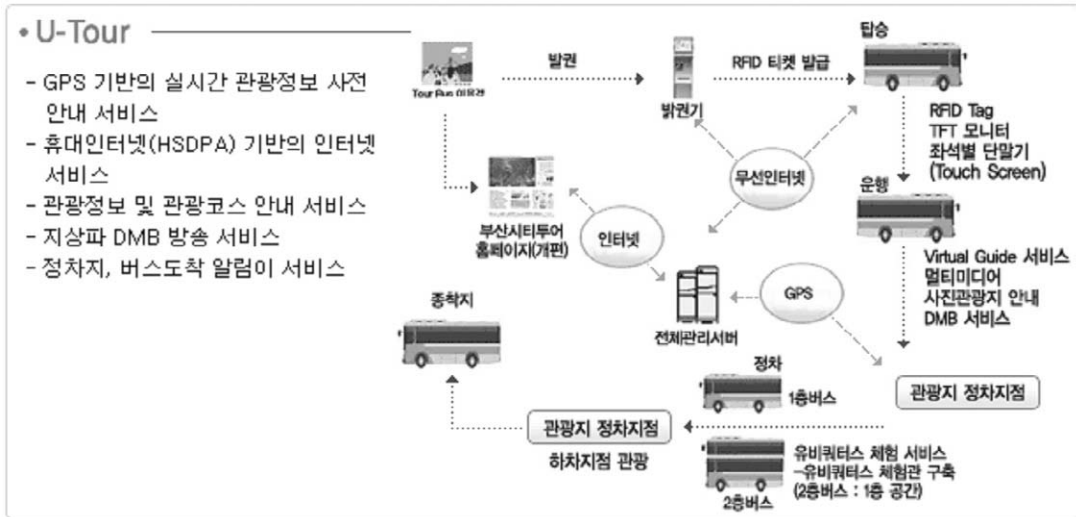 • U-Tour
- GPS 기반의 실시간 관광정보 사전
안내 서비스
- 휴대인터넷(HSDPA) 기반의 인터넷
서비스
- 관광정보 및 관광코스 안내 서비스
- 지상파 DMB 방송 서비스
- 정차지, 버스도착 알림이 서비스
Tour Bus 이용객
발권
발권기
RFID 티켓 발급
탑승
RFID Tag
TFT 모니터
좌석별 단말기
(Touch Screen)
운행
무선인터넷
부산시티투어
홈페이지(개편)
인터넷
Virtual Guide 서비스
멀티미디어
사진관광지 안내
DMB 서비스
GPS
전체관리서버
종착지
정차
1층버스
관광지 정차지점
관광지 정차지점
하차지점 관광
유비쿼터스 체험 서비스
-유비쿼터스 체험관 구축
(2층버스 : 1층 공간)
2층버스